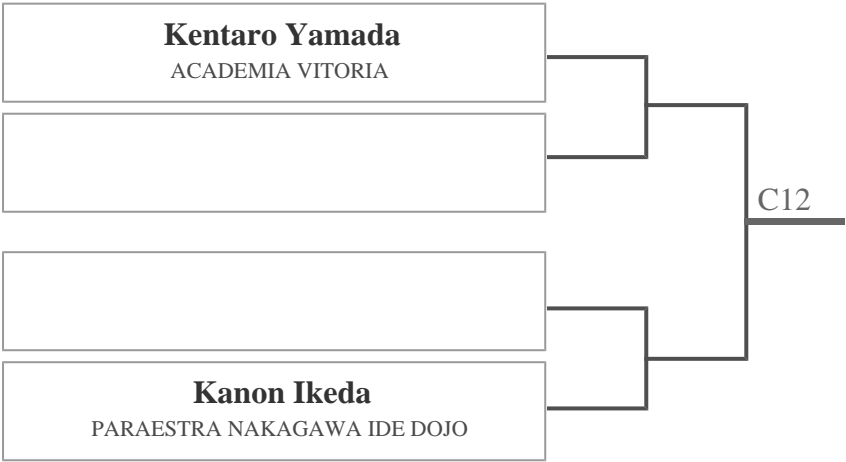 Kentaro Yamada
ACADEMIA VITORIA
C12
Kanon Ikeda
PARAESTRA NAKAGAWA IDE DOJO